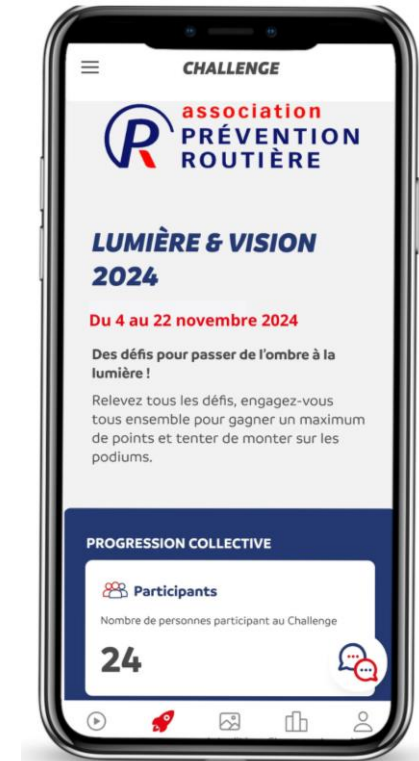 CHALLENGE
association
PRÉVENTION
ROUTIÈRE
LUMIÈRE & VISION
2024
Du 4 au 22 novembre 2024
Des défis pour passer de l'ombre à la
lumière !
Relevez tous les défis, engagez-vous
tous ensemble pour gagner un maximum
de points et tenter de monter sur les
podiums.
PROGRESSION COLLECTIVE
Participants
Nombre de personnes participant au Challenge
24